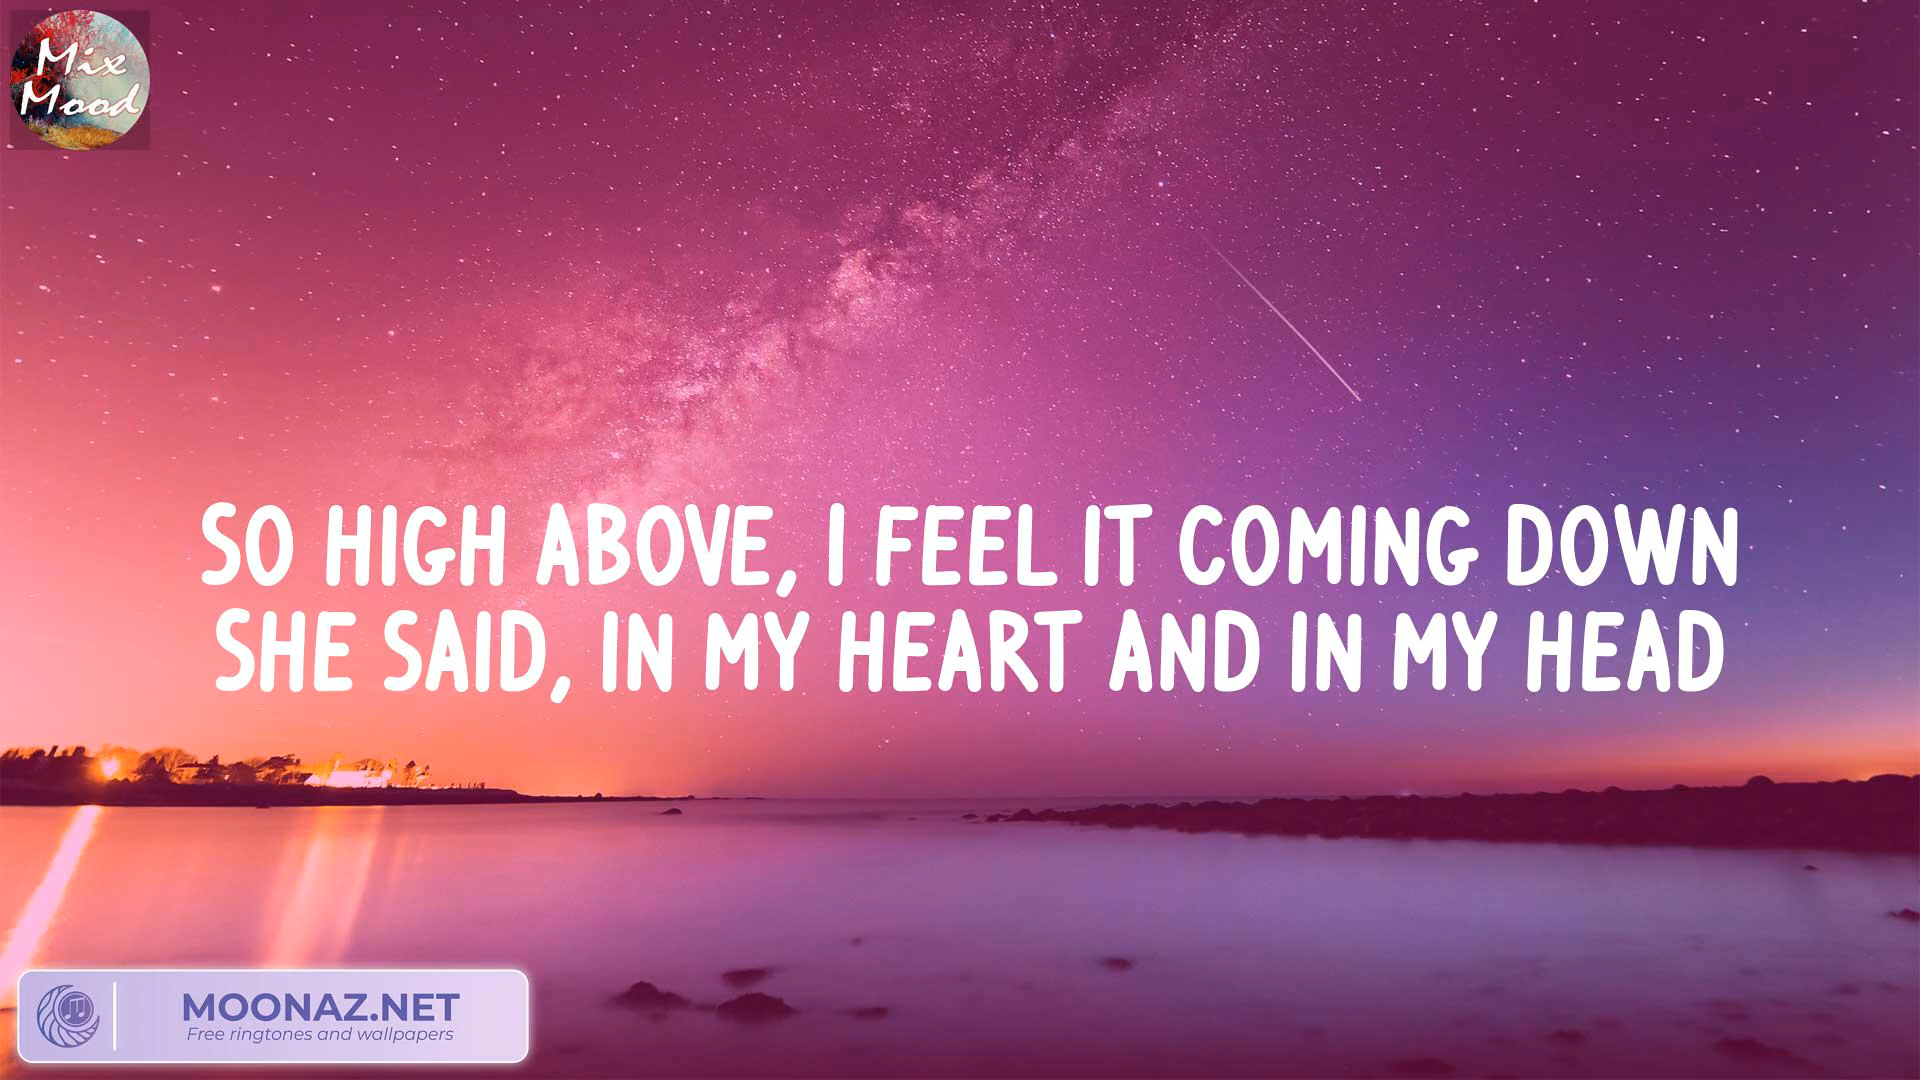 Mix
Mood
SO HIGH ABOVE, I FEEL IT COMING DOWN
SHE SAID, IN MY HEART AND IN MY HEAD
MOONAZ.NET
Free ringtones and wallpapers